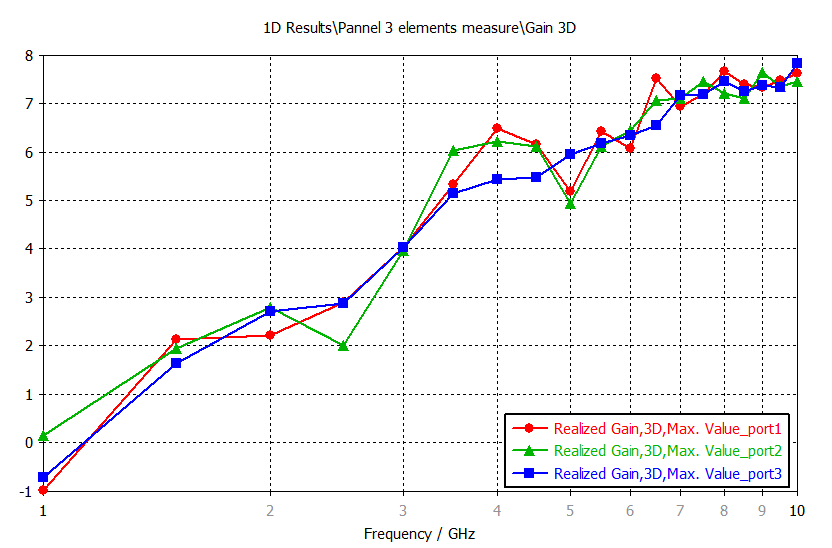 1D Results\Pannel 3 elements measure\Gain 3D
8
7
6
5
4
3
2
1
0
-1
Realized Gain,3D,Max. Value_port1
Realized Gain,3D,Max. Value_port2
Realized Gain,3D,Max. Value_port3
1 2 3 4 5 6 7 8 9 10
Frequency / GHz